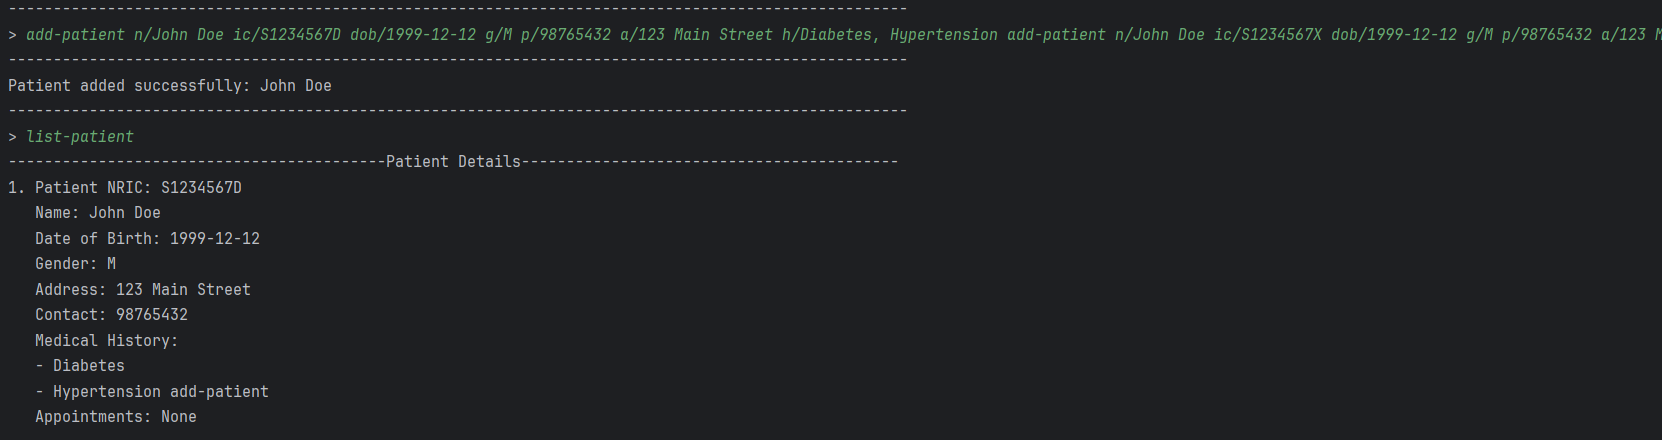 ----------------------------------------------------------------------------------------------------
> add-patient n/John Doe ic/S1234567D dob/1999-12-12 g/M p/98765432 a/123 Main Street h/Diabetes, Hypertension add-patient n/John Doe ic/S1234567X dob/1999-12-12 g/M p/98765432 a/123 M
----------------------------------------------------------------------------------------------------
Patient added successfully: John Doe
----------------------------------------------------------------------------------------------------
> list-patient
------------------------------------------Patient Details------------------------------------------
1. Patient NRIC: S1234567D
   Name: John Doe
   Date of Birth: 1999-12-12
   Gender: M
   Address: 123 Main Street
   Contact: 98765432
   Medical History:
   - Diabetes
   - Hypertension add-patient
   Appointments: None